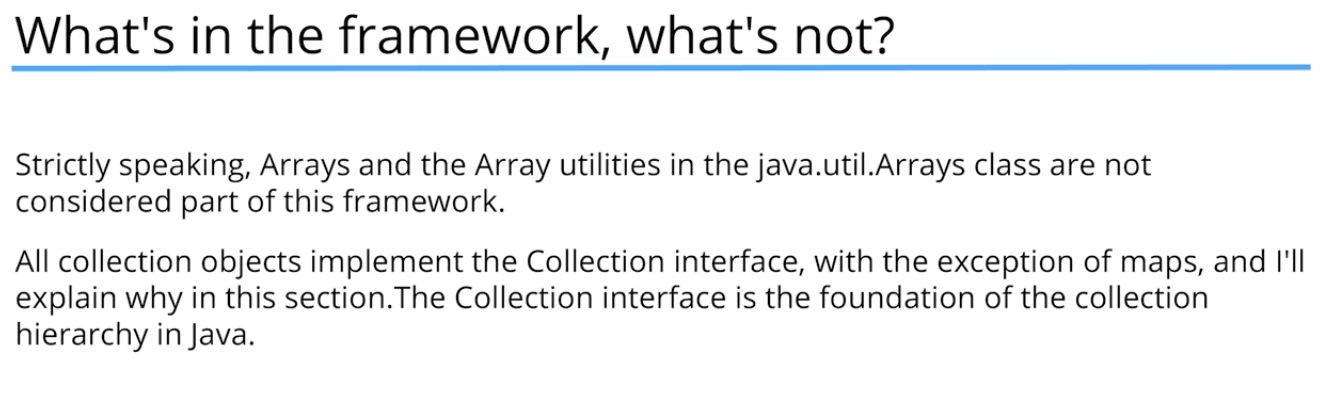 What's in the framework, what's not?
Strictly speaking, Arrays and the Array utilities in the java.util.Arrays class are not
considered part of this framework.
All collection objects implement the Collection interface, with the exception of maps, and I'll
explain why in this section.The Collection interface is the foundation of the collection
hierarchy in Java.